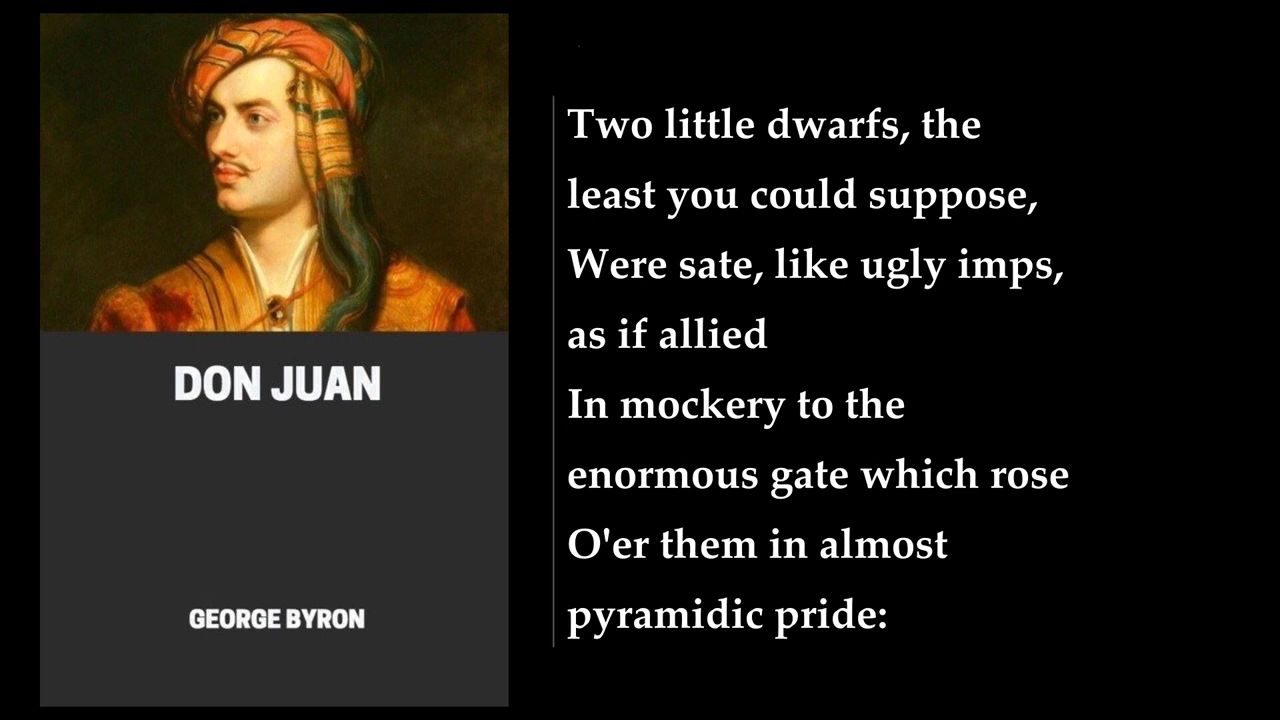 DON JUAN
GEORGE BYRON
Two little dwarfs, the
least you could suppose,
Were sate, like ugly imps,
as if allied
In mockery to the
enormous gate which rose
O'er them in almost
pyramidic pride: